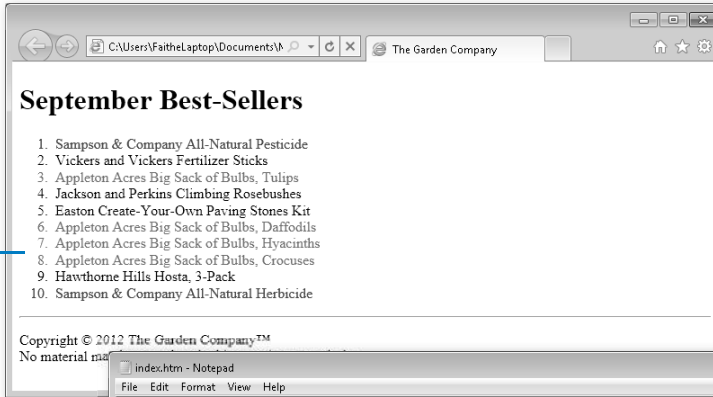 C:\Users\FaitheLaptop\Documents\
The Garden Company
September Best-Sellers
1. Sampson & Company All-Natural Pesticide
2. Vickers and Vickers Fertilizer Sticks
3. Appleton Acres Big Sack of Bulbs, Tulips
4. Jackson and Perkins Climbing Rosebushes
5. Easton Create-Your-Own Paving Stones Kit
6. Appleton Acres Big Sack of Bulbs, Daffodils
7. Appleton Acres Big Sack of Bulbs, Hyacinths
8. Appleton Acres Big Sack of Bulbs, Crocuses
9. Hawthorne Hills Hosta, 3-Pack
10. Sampson & Company All-Natural Herbicide
Copyright © 2012 The Garden Company™
No material
index.htm - Notepad
File Edit Format View Help